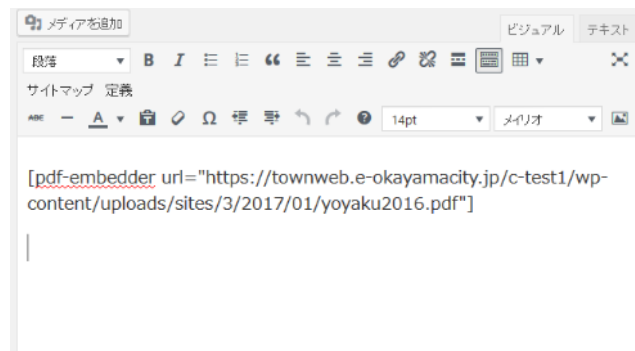 メディアを追加
ビジュアル テキスト
段落 B I
サイトマップ 定義
ABE A Ω 14pt メイリオ
[pdf-embedder url="https://townweb.e-okayamacity.jp/c-test1/wp-
content/uploads/sites/3/2017/01/yoyaku2016.pdf"]